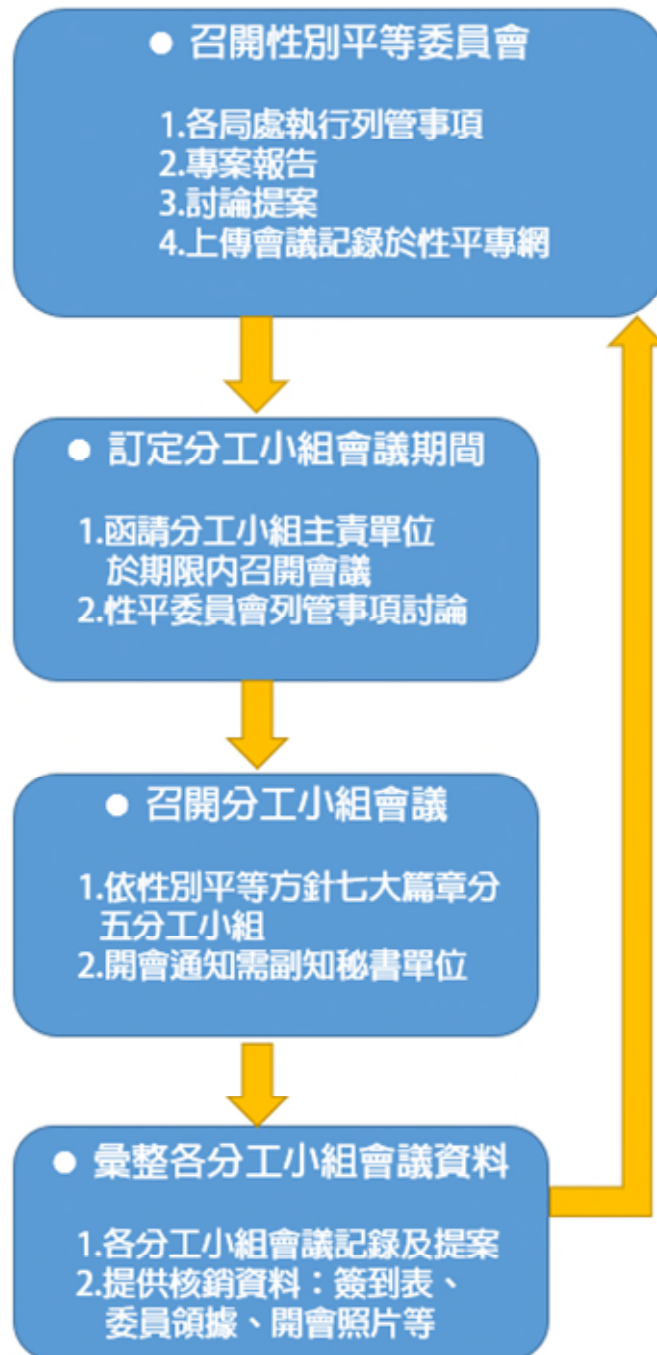 ● 召開性別平等委員會
1.各局處執行列管事項
2.專案報告
3.討論提案
4.上傳會議記錄於性平專網
● 訂定分工小組會議期間
1.函請分工小組主責單位
於期限內召開會議
2.性平委員會列管事項討論
● 召開分工小組會議
1.依性別平等方針七大篇章分
五分工小組
2.開會通知需副知秘書單位
● 彙整各分工小組會議資料
1.各分工小組會議記錄及提案
2.提供核銷資料：簽到表、
委員領據、開會照片等